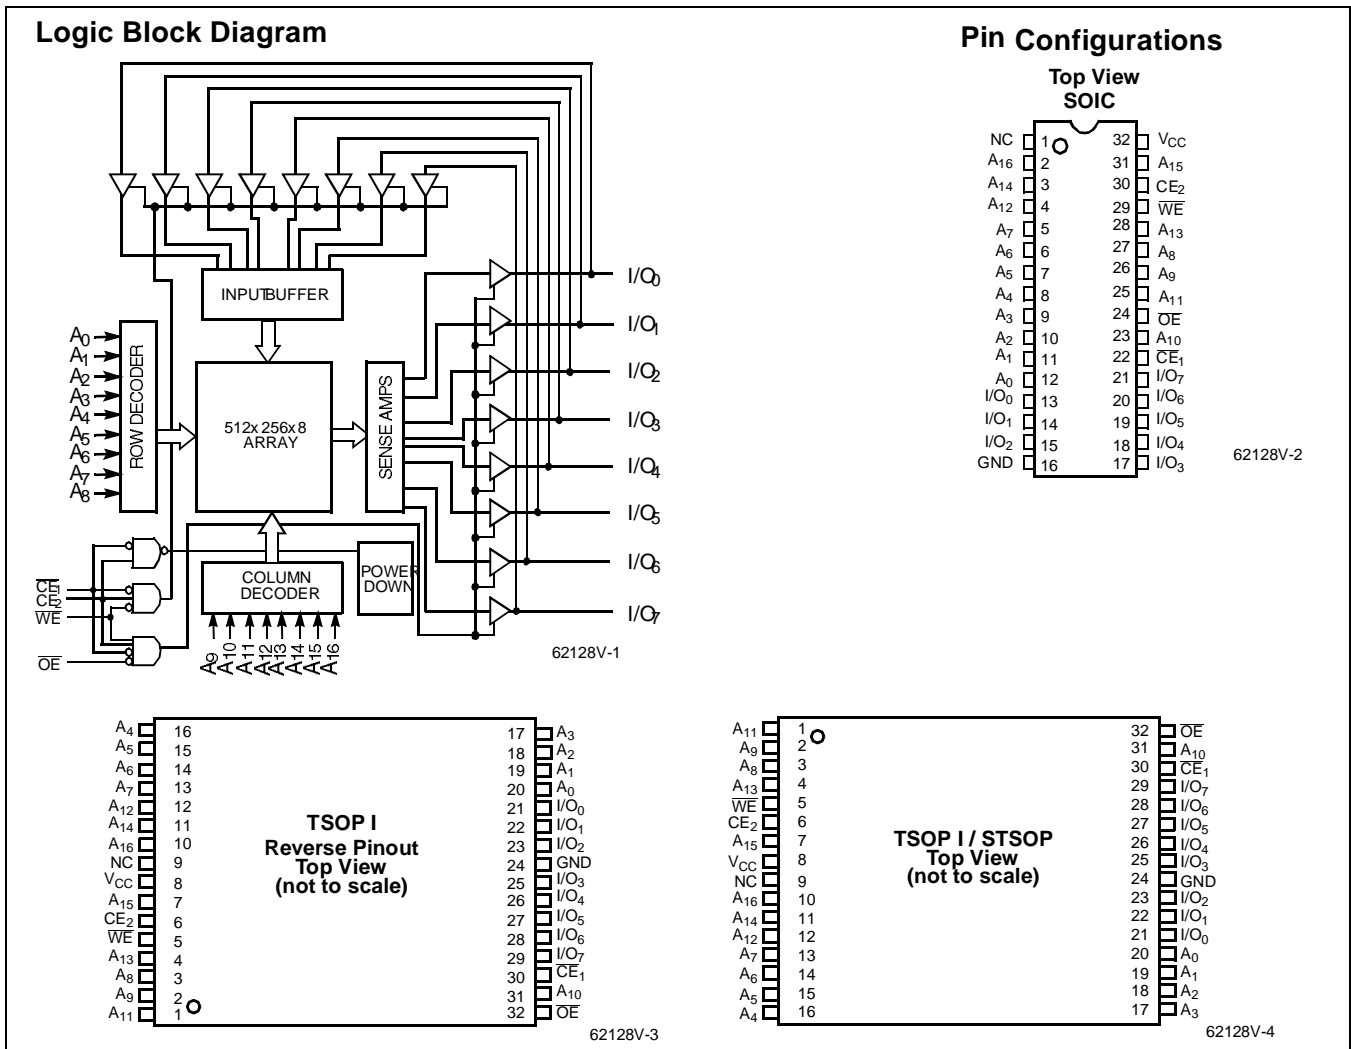 Logic Block Diagram
INPUTBUFFER
A0
A1
A2
A3
A4
A5
A6
A7
A8
ROW DECODER
512x 256x 8
ARRAY
SENSE AMPS
I/O0
I/O1
I/O2
I/O3
I/O4
I/O5
I/O6
I/O7
CE1
CE2
WE
OE
COLUMN
DECODER
POWER
DOWN
A9
A10
A11
A12
A13
A14
A15
A16
62128V-1
Pin Configurations
Top View
SOIC
NC 1 32 VCC
A16 2 31 A15
A14 3 30 CE2
A12 4 29 WE
A7 5 28 A13
A6 6 27 A8
A5 7 26 A9
A4 8 25 A11
A3 9 24 OE
A2 10 23 A10
A1 11 22 CE1
A0 12 21 I/O7
I/O0 13 20 I/O6
I/O1 14 19 I/O5
I/O2 15 18 I/O4
GND 16 17 I/O3
62128V-2
A4 16 17 A3
A5 15 18 A2
A6 14 19 A1
A7 13 20 A0
A12 12 21 I/O0
A14 11 22 I/O1
A16 10 23 I/O2
NC 9 24 GND
VCC 8 25 I/O3
A15 7 26 I/O4
CE2 6 27 I/O5
WE 5 28 I/O6
A13 4 29 I/O7
A8 3 30 CE1
A9 2 31 A10
A11 1 32 OE
TSOP I
Reverse Pinout
Top View
(not to scale)
62128V-3
A11 1 32 OE
A9 2 31 A10
A8 3 30 CE1
A13 4 29 I/O7
WE 5 28 I/O6
CE2 6 27 I/O5
A15 7 26 I/O4
VCC 8 25 I/O3
NC 9 24 GND
A16 10 23 I/O2
A14 11 22 I/O1
A12 12 21 I/O0
A7 13 20 A0
A6 14 19 A1
A5 15 18 A2
A4 16 17 A3
TSOP I / STSOP
Top View
(not to scale)
62128V-4